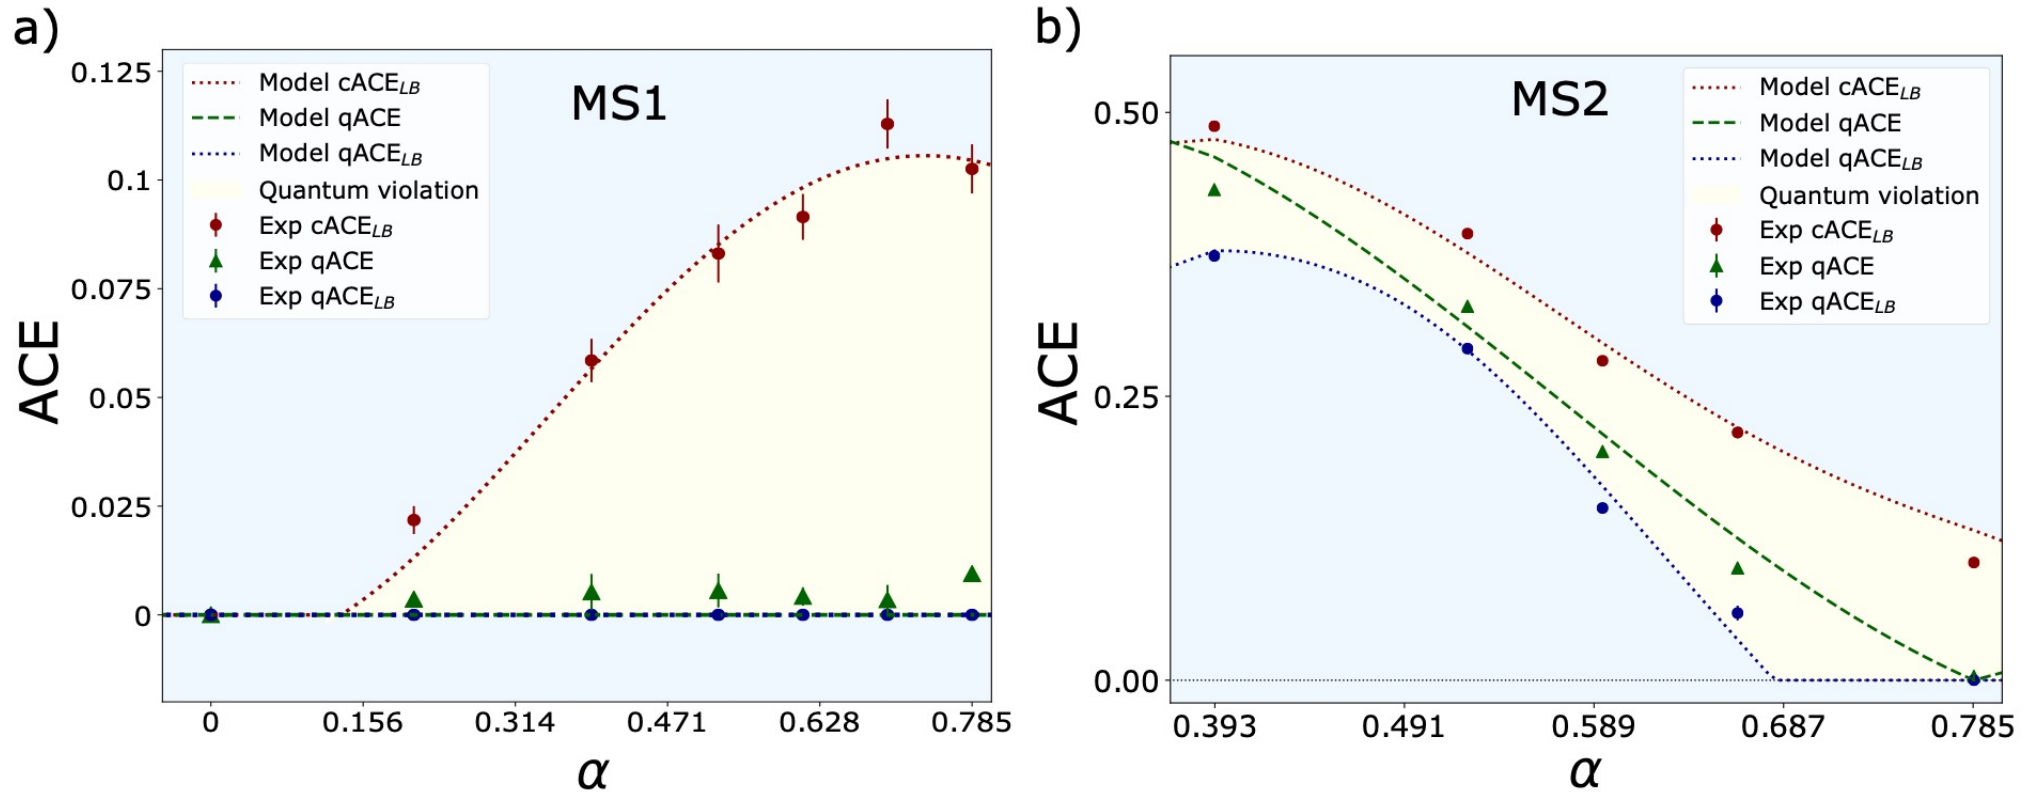 a)
MS1
Model cACE_LB
Model qACE
Model qACE_LB
Quantum violation
Exp cACE_LB
Exp qACE
Exp qACE_LB
ACE
0.125
0.1
0.075
0.05
0.025
0
0 0.156 0.314 0.471 0.628 0.785
α
b)
MS2
Model cACE_LB
Model qACE
Model qACE_LB
Quantum violation
Exp cACE_LB
Exp qACE
Exp qACE_LB
ACE
0.50
0.25
0.00
0.393 0.491 0.589 0.687 0.785
α